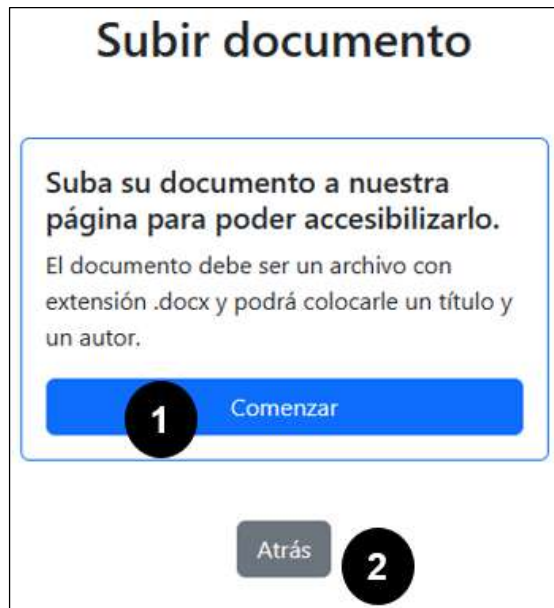 Subir documento
Suba su documento a nuestra
página para poder accesibilizarlo.
El documento debe ser un archivo con
extensión .docx y podrá colocarle un título y
un autor.
1 Comenzar
Atrás 2